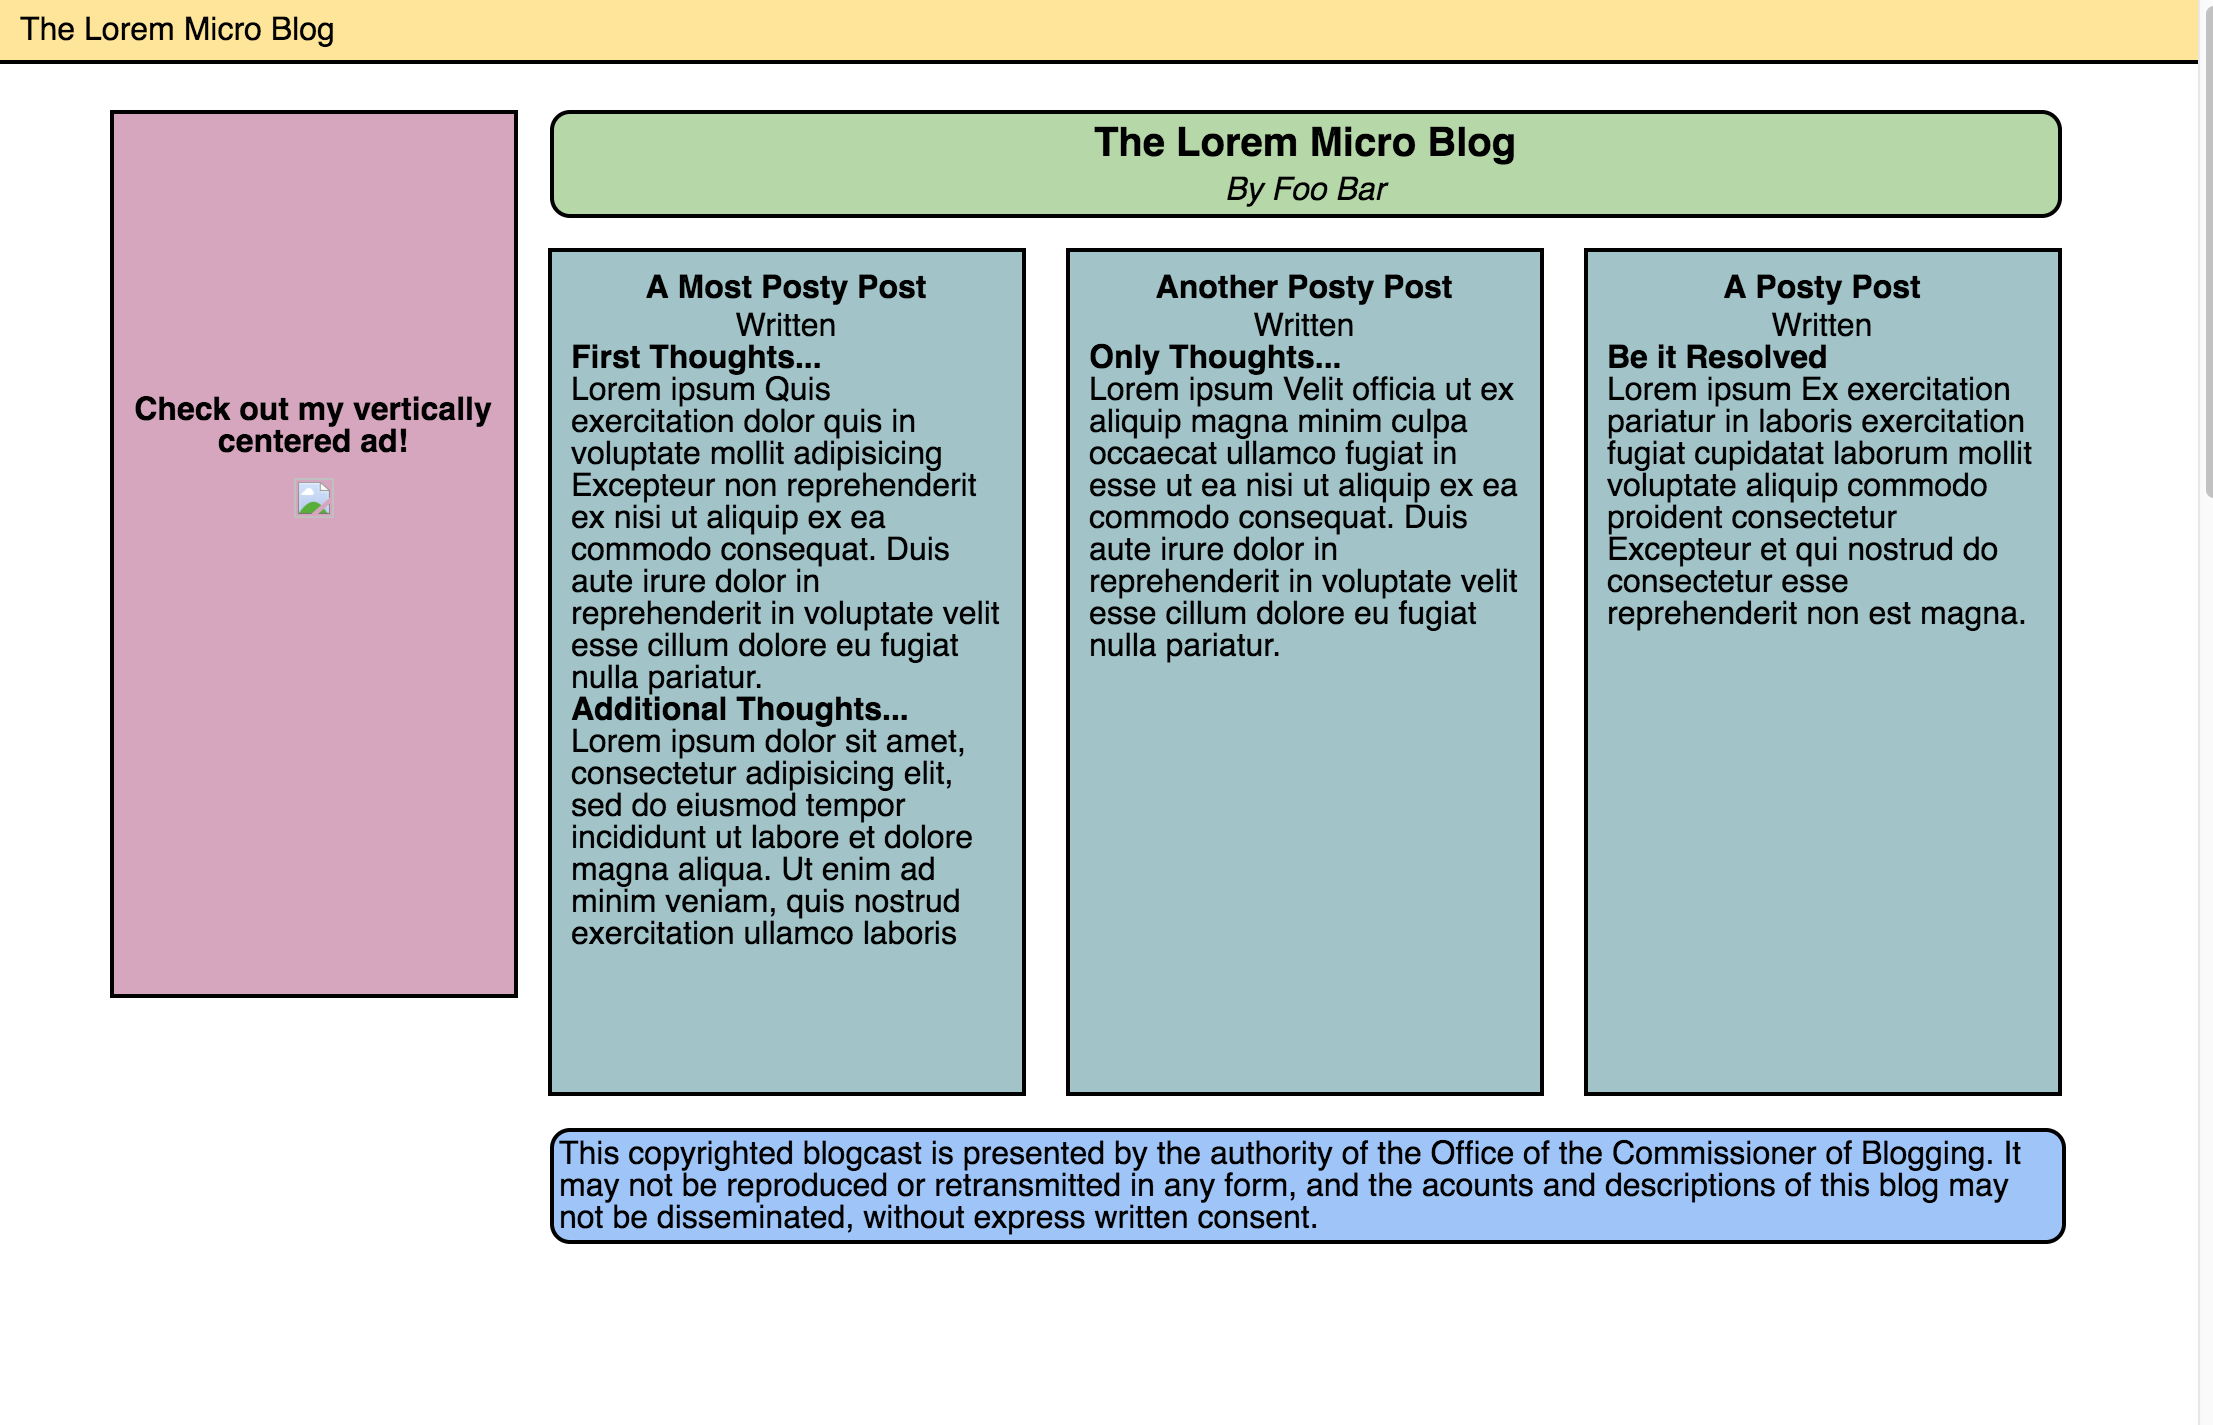 The Lorem Micro Blog
Check out my vertically
centered ad!
The Lorem Micro Blog
By Foo Bar
A Most Posty Post
Written
First Thoughts...
Lorem ipsum Quis
exercitation dolor quis in
voluptate mollit adipisicing
Excepteur non reprehenderit
ex nisi ut aliquip ex ea
commodo consequat. Duis
aute irure dolor in
reprehenderit in voluptate velit
esse cillum dolore eu fugiat
nulla pariatur.
Additional Thoughts...
Lorem ipsum dolor sit amet,
consectetur adipisicing elit,
sed do eiusmod tempor
incididunt ut labore et dolore
magna aliqua. Ut enim ad
minim veniam, quis nostrud
exercitation ullamco laboris
Another Posty Post
Written
Only Thoughts...
Lorem ipsum Velit officia ut ex
aliquip magna minim culpa
occaecat ullamco fugiat in
esse ut ea nisi ut aliquip ex ea
commodo consequat. Duis
aute irure dolor in
reprehenderit in voluptate velit
esse cillum dolore eu fugiat
nulla pariatur.
A Posty Post
Written
Be it Resolved
Lorem ipsum Ex exercitation
pariatur in laboris exercitation
fugiat cupidatat laborum mollit
voluptate aliquip commodo
proident consectetur
Excepteur et qui nostrud do
consectetur esse
reprehenderit non est magna.
This copyrighted blogcast is presented by the authority of the Office of the Commissioner of Blogging. It
may not be reproduced or retransmitted in any form, and the acounts and descriptions of this blog may
not be disseminated, without express written consent.